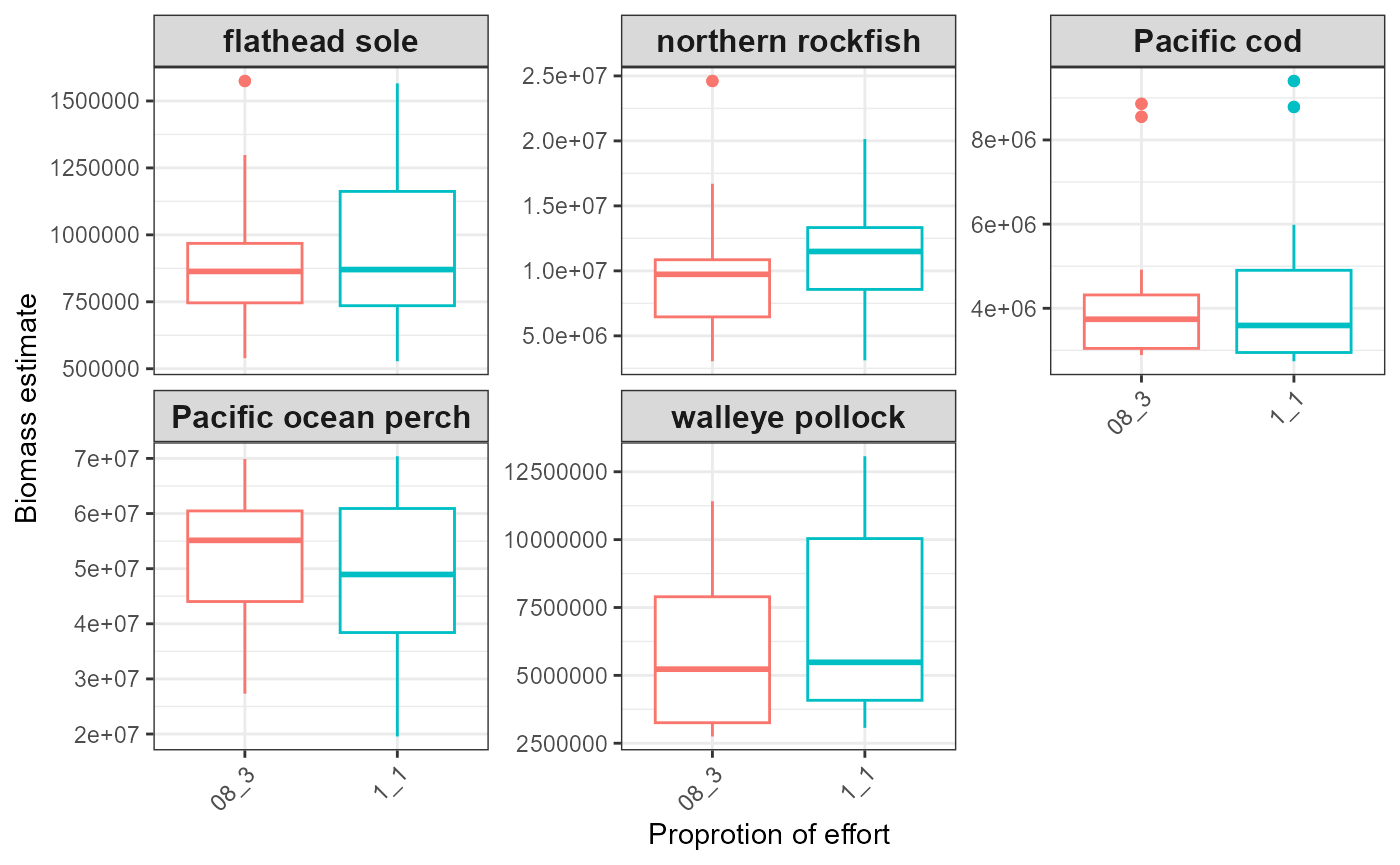 flathead sole
northern rockfish
Pacific cod
1500000
1250000
1000000
750000
500000
2.5e+07
2.0e+07
1.5e+07
1.0e+07
5.0e+06
8e+06
6e+06
4e+06
08_3
1_1
Pacific ocean perch
walleye pollock
7e+07
6e+07
5e+07
4e+07
3e+07
2e+07
12500000
10000000
7500000
5000000
2500000
08_3
1_1
08_3
1_1
Biomass estimate
Proprotion of effort